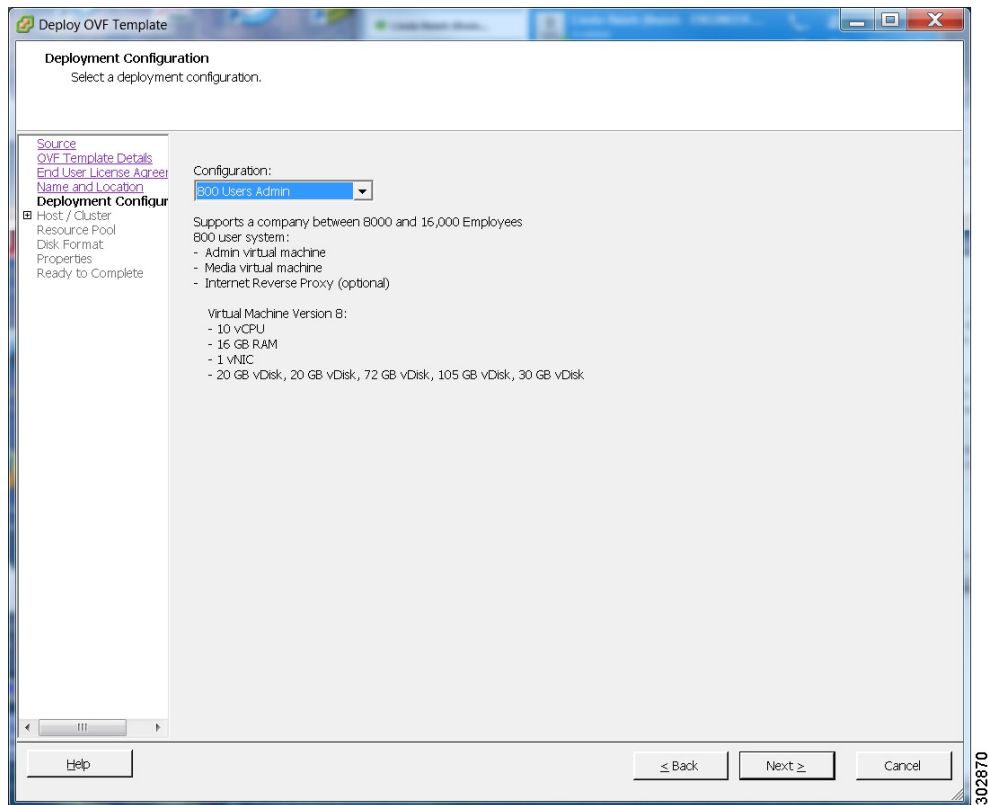 Deploy OVF Template
Deployment Configuration
Select a deployment configuration.
Source
OVF Template Details
End User License Agreer
Name and Location
Deployment Configur
Host / Cluster
Resource Pool
Disk Format
Properties
Ready to Complete
Configuration:
800 Users Admin
Supports a company between 8000 and 16,000 Employees
800 user system:
- Admin virtual machine
- Media virtual machine
- Internet Reverse Proxy (optional)
Virtual Machine Version 8:
- 10 vCPU
- 16 GB RAM
- 1 vNIC
- 20 GB vDisk, 20 GB vDisk, 72 GB vDisk, 105 GB vDisk, 30 GB vDisk
Help
≤ Back
Next ≥
Cancel
302870